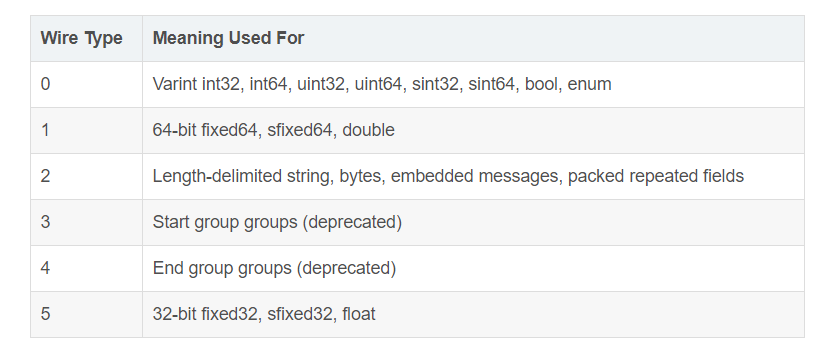 Wire Type Meaning Used For
0 Varint int32, int64, uint32, uint64, sint32, sint64, bool, enum
1 64-bit fixed64, sfixed64, double
2 Length-delimited string, bytes, embedded messages, packed repeated fields
3 Start group groups (deprecated)
4 End group groups (deprecated)
5 32-bit fixed32, sfixed32, float